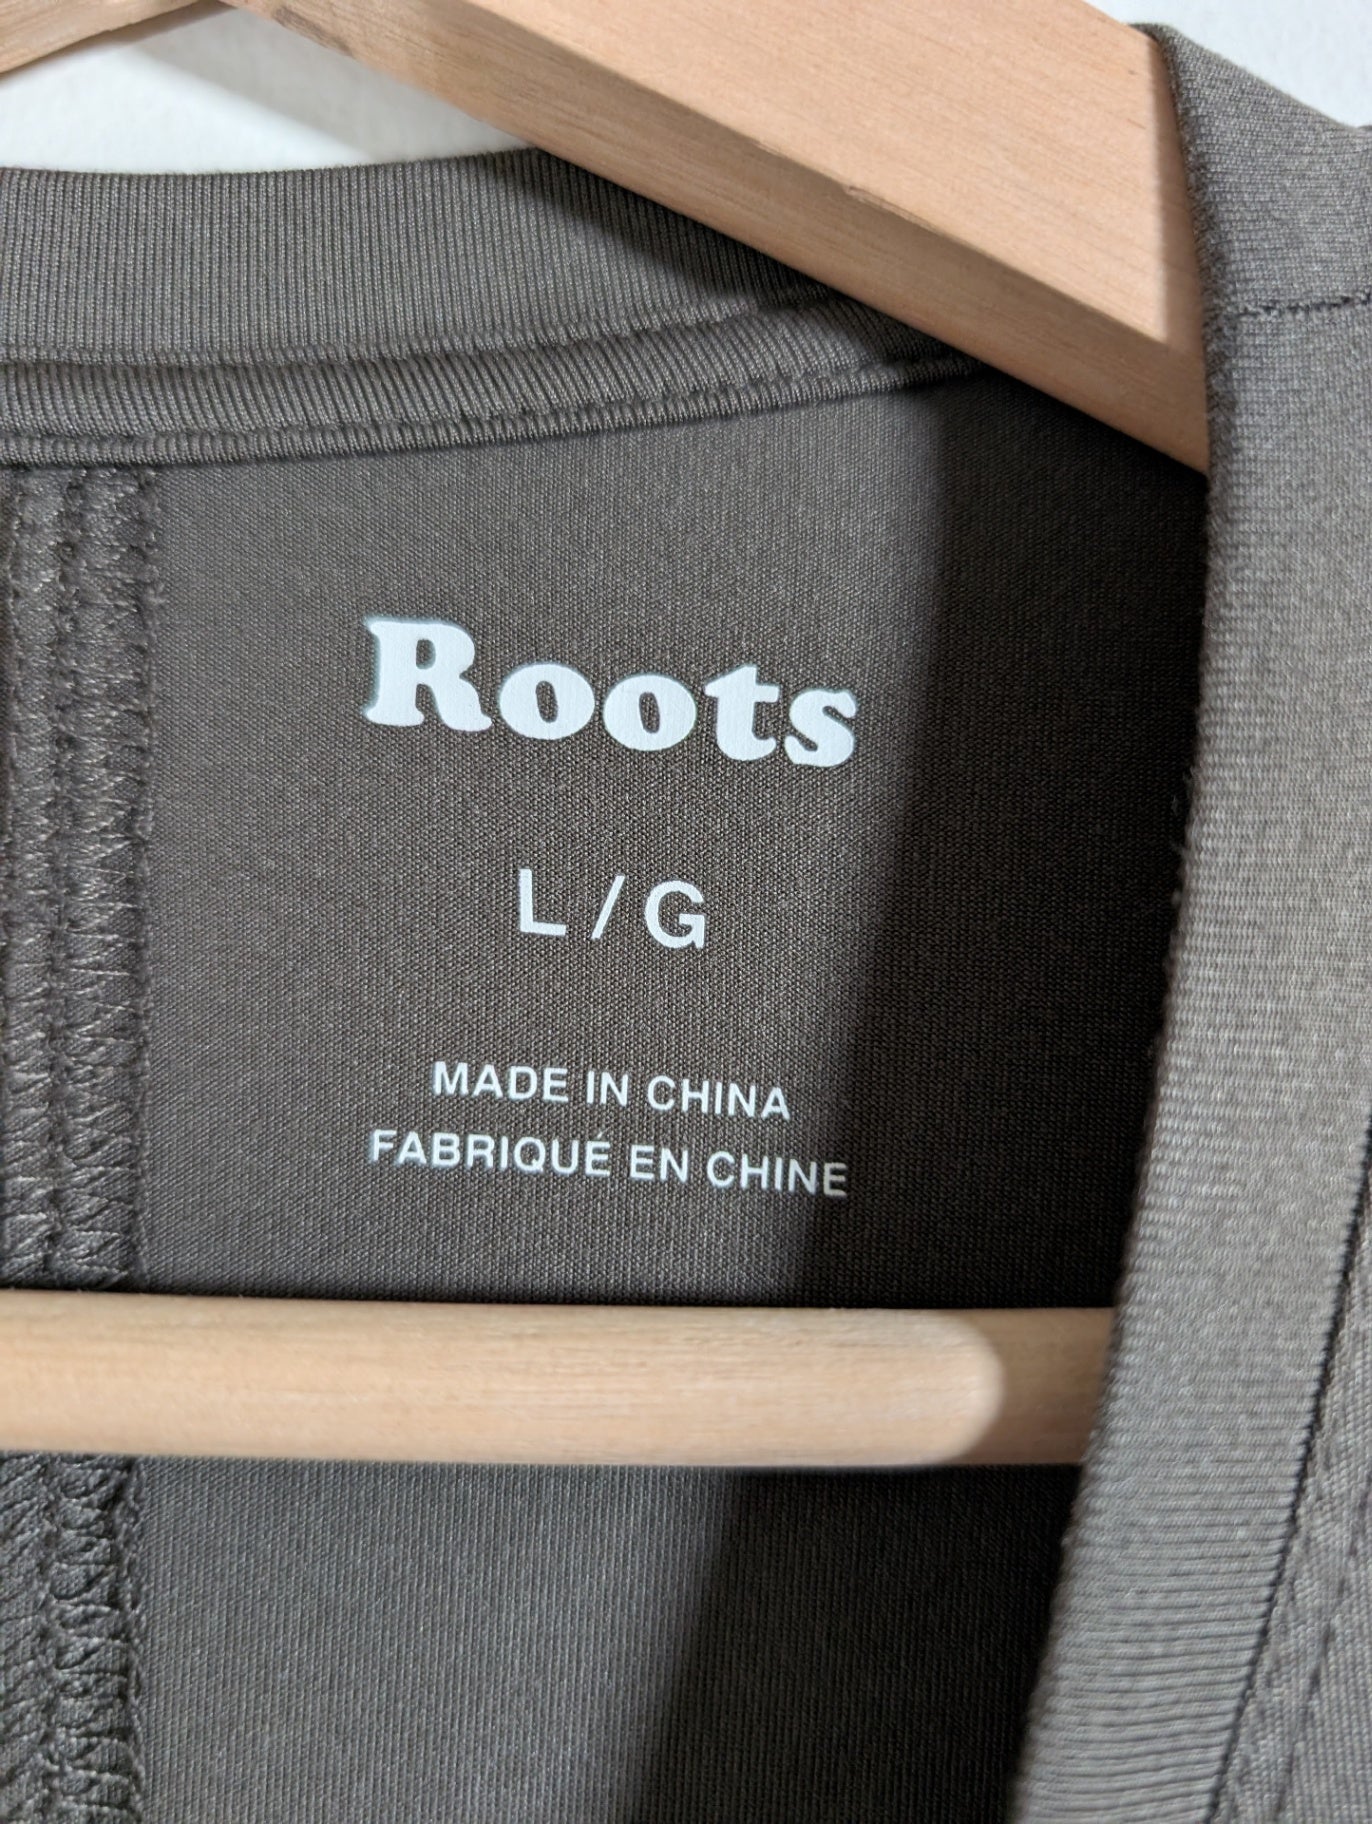 Roots
L / G
MADE IN CHINA
FABRIQUÉ EN CHINE